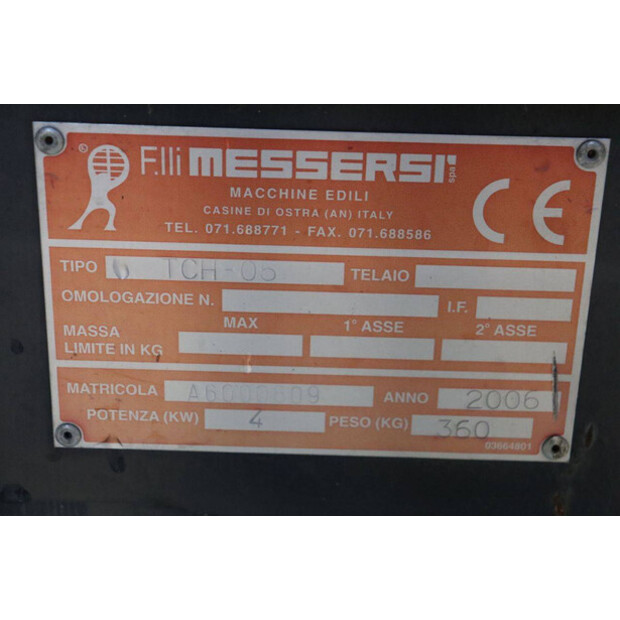 © F.lli MESSERSI' spa
MACCHINE EDILI
CASINE DI OSTRA (AN) ITALY
TEL. 071.688771 - FAX. 071.688586
CE
TIPO TCH-05 TELAIO
OMOLOGAZIONE N. I.F.
MASSA LIMITE IN KG MAX 1° ASSE 2° ASSE
MATRICOLA ANNO 2006
POTENZA (KW) 4 PESO (KG) 360
03664801